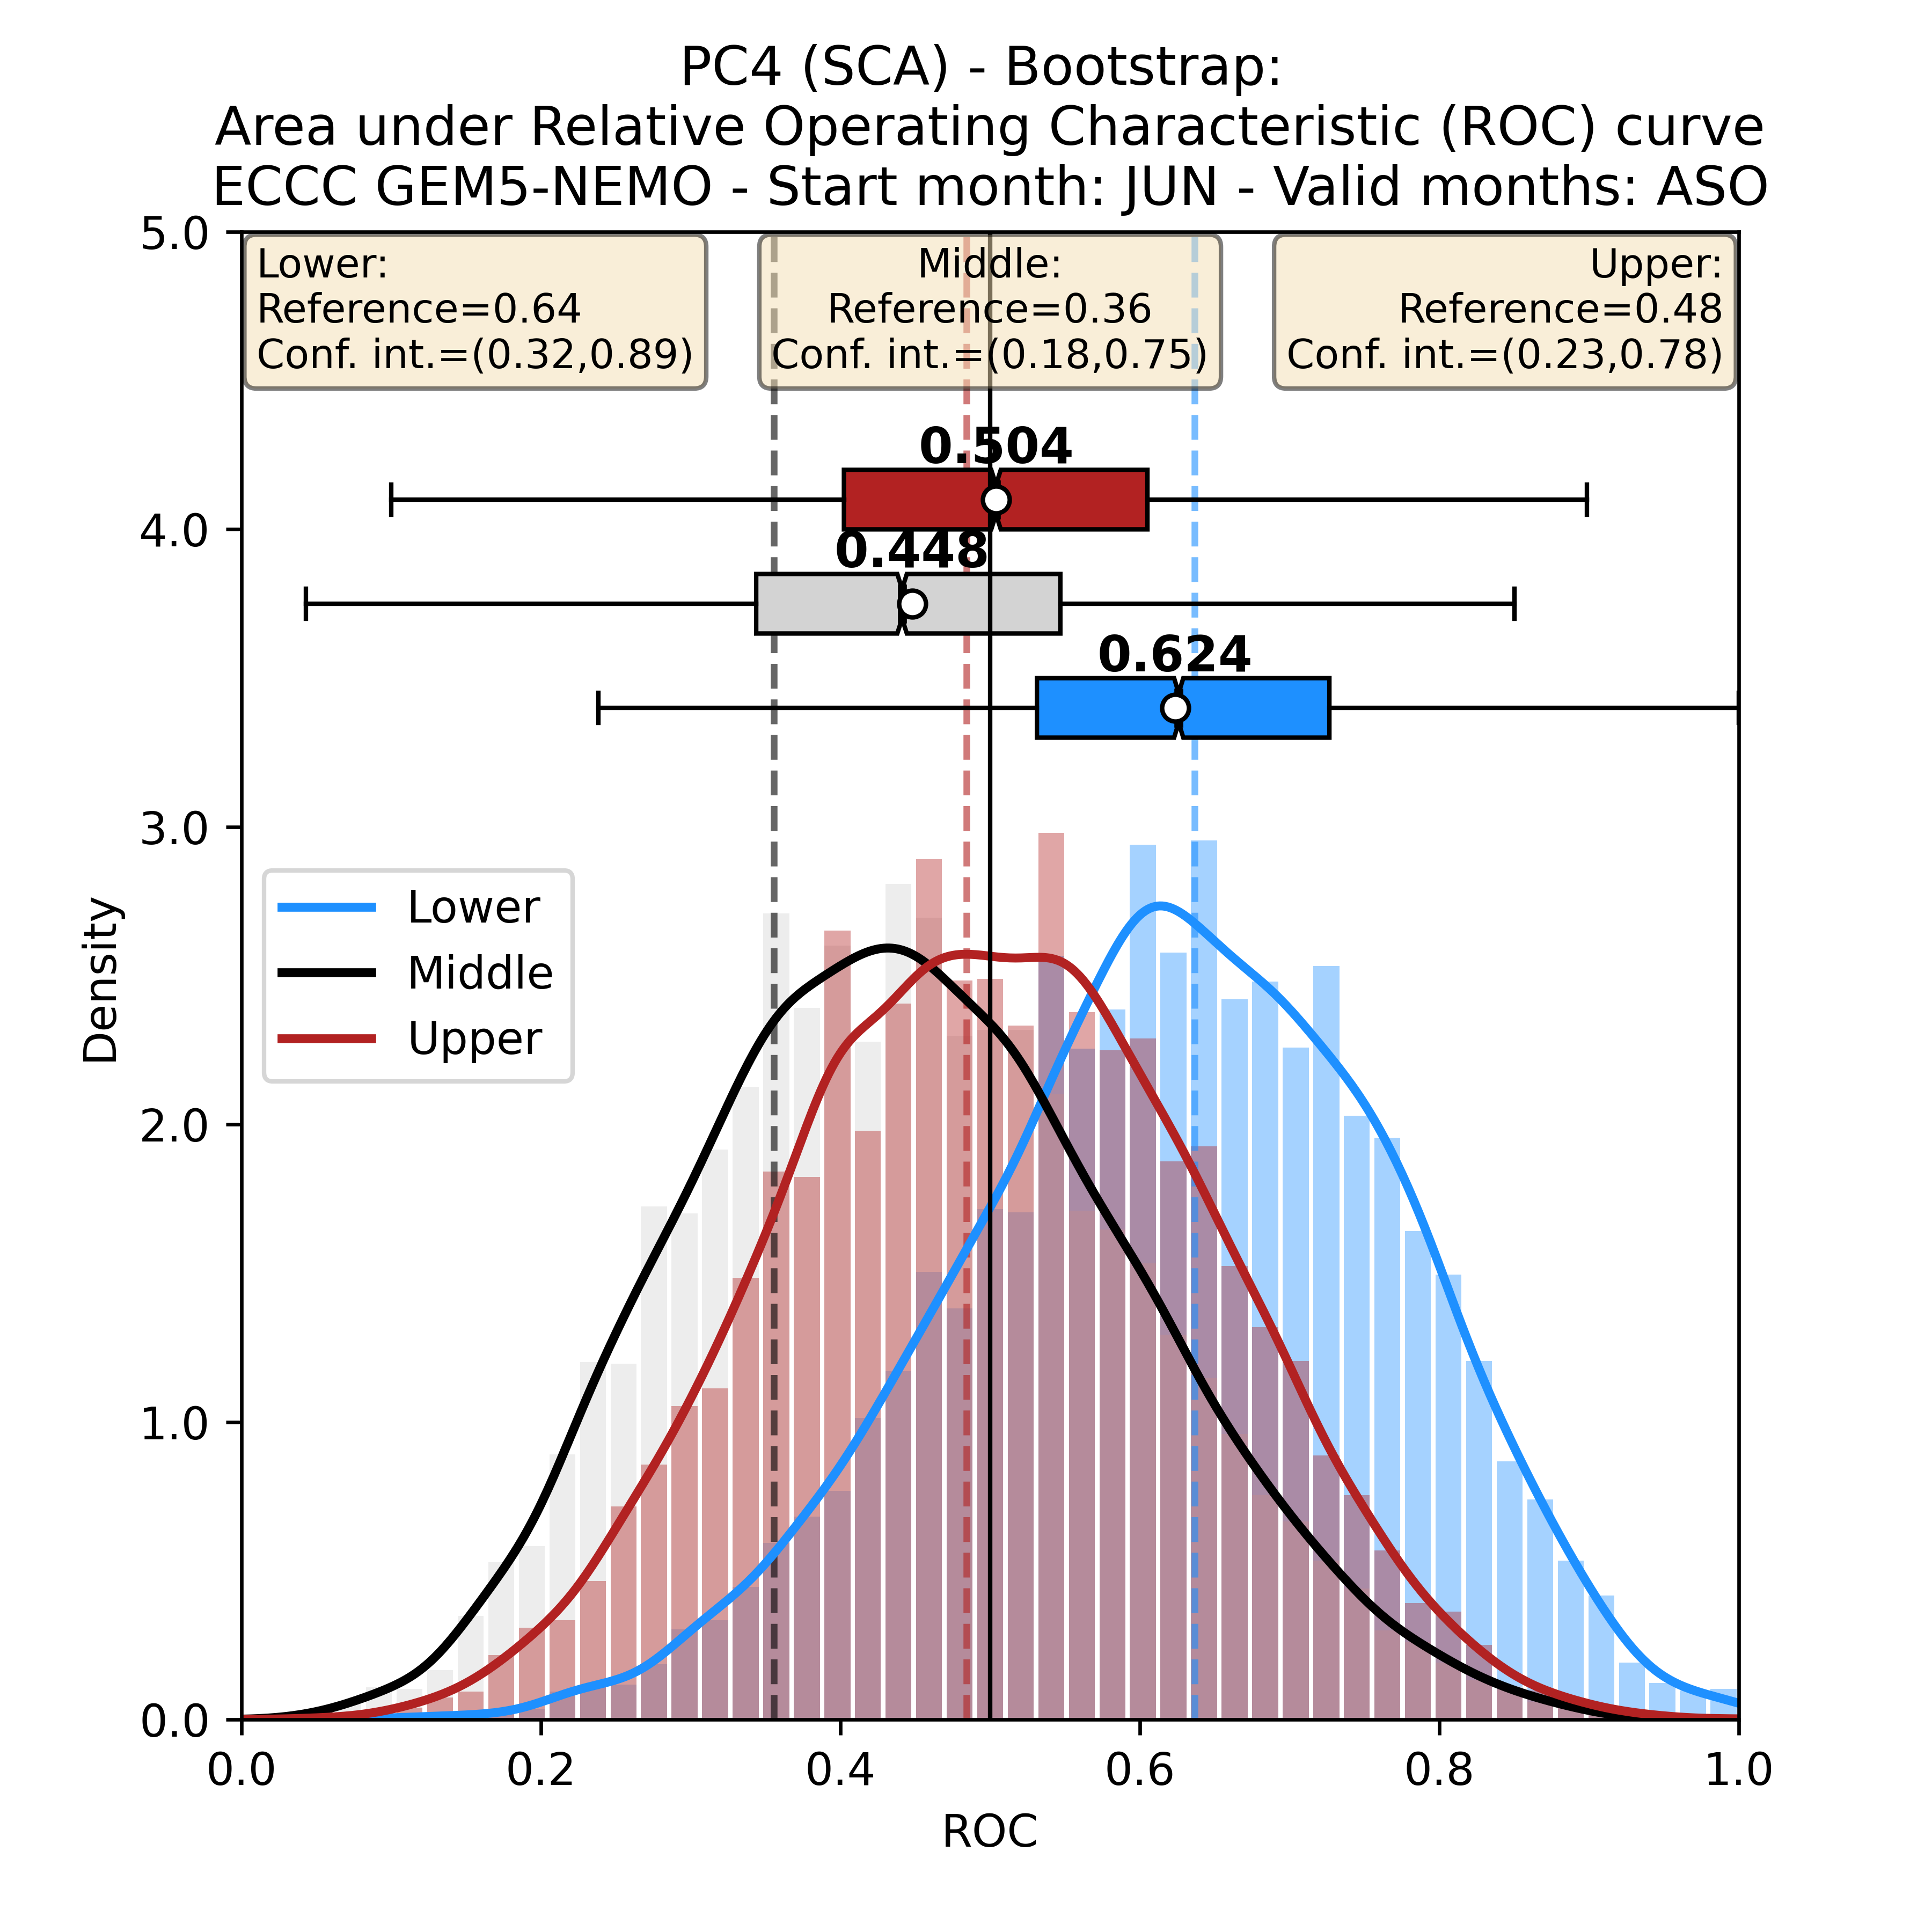 PC4 (SCA) - Bootstrap:
Area under Relative Operating Characteristic (ROC) curve
ECCC GEM5-NEMO - Start month: JUN - Valid months: ASO
Lower:
Reference=0.64
Conf. int.=(0.32,0.89)
Middle:
Reference=0.36
Conf. int.=(0.18,0.75)
Upper:
Reference=0.48
Conf. int.=(0.23,0.78)
0.504
0.448
0.624
Lower
Middle
Upper
Density
5.0
4.0
3.0
2.0
1.0
0.0
0.0
0.2
0.4
0.6
0.8
1.0
ROC